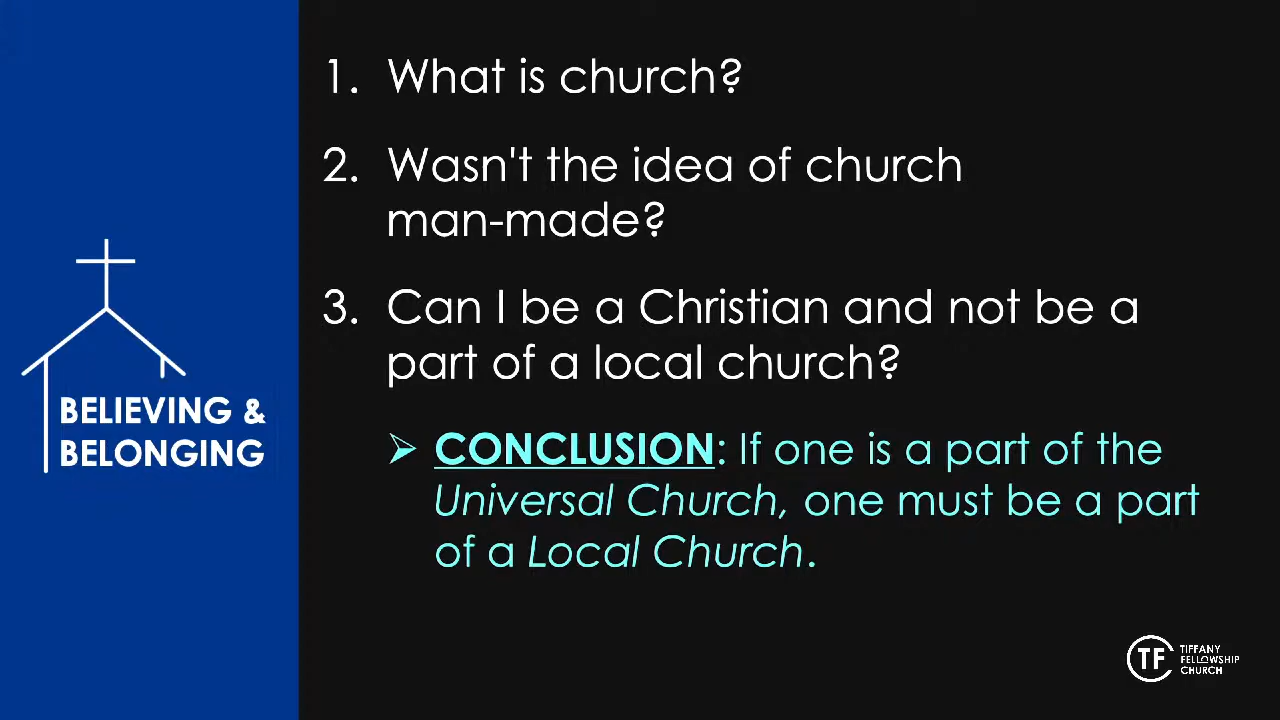 1. What is church?
2. Wasn't the idea of church
man-made?
3. Can I be a Christian and not be a
part of a local church?
➢ CONCLUSION: If one is a part of the
Universal Church, one must be a part
of a Local Church.
BELIEVING &
BELONGING
TF
TIFFANY
FELLOWSHIP
CHURCH